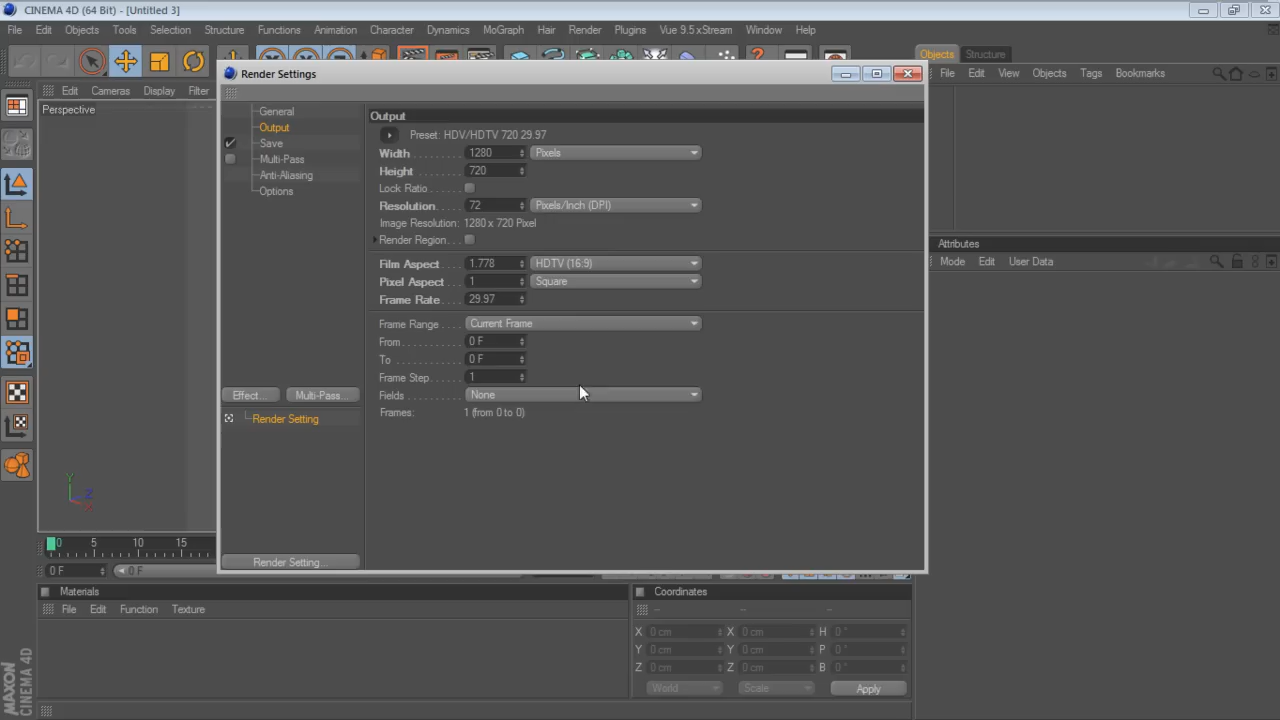 CINEMA 4D (64 Bit) - [Untitled 3]
File Edit Objects Tools Selection Structure Functions Animation Character Dynamics MoGraph Hair Render Plugins Vue 9.5 xStream Window Help
Objects Structure
File Edit View Objects Tags Bookmarks
Edit Cameras Display Filter
Perspective
Render Settings
General
Output
Save
Multi-Pass
Anti-Aliasing
Options
Effect... Multi-Pass...
Render Setting
Render Setting...
Output
Preset: HDV/HDTV 720 29.97
Width 1280 Pixels
Height 720
Lock Ratio
Resolution 72 Pixels/Inch (DPI)
Image Resolution: 1280 x 720 Pixel
Render Region
Film Aspect 1.778 HDTV (16:9)
Pixel Aspect 1 Square
Frame Rate 29.97
Frame Range Current Frame
From 0 F
To 0 F
Frame Step 1
Fields None
Frames: 1 (from 0 to 0)
Attributes
Mode Edit User Data
Y
Z
X
0 5 10 15
0 F 0 F
Materials
File Edit Function Texture
Coordinates
-- -- --
X 0 cm X 0 cm H 0 °
Y 0 cm Y 0 cm P 0 °
Z 0 cm Z 0 cm B 0 °
World Scale Apply
MAXON
CINEMA 4D